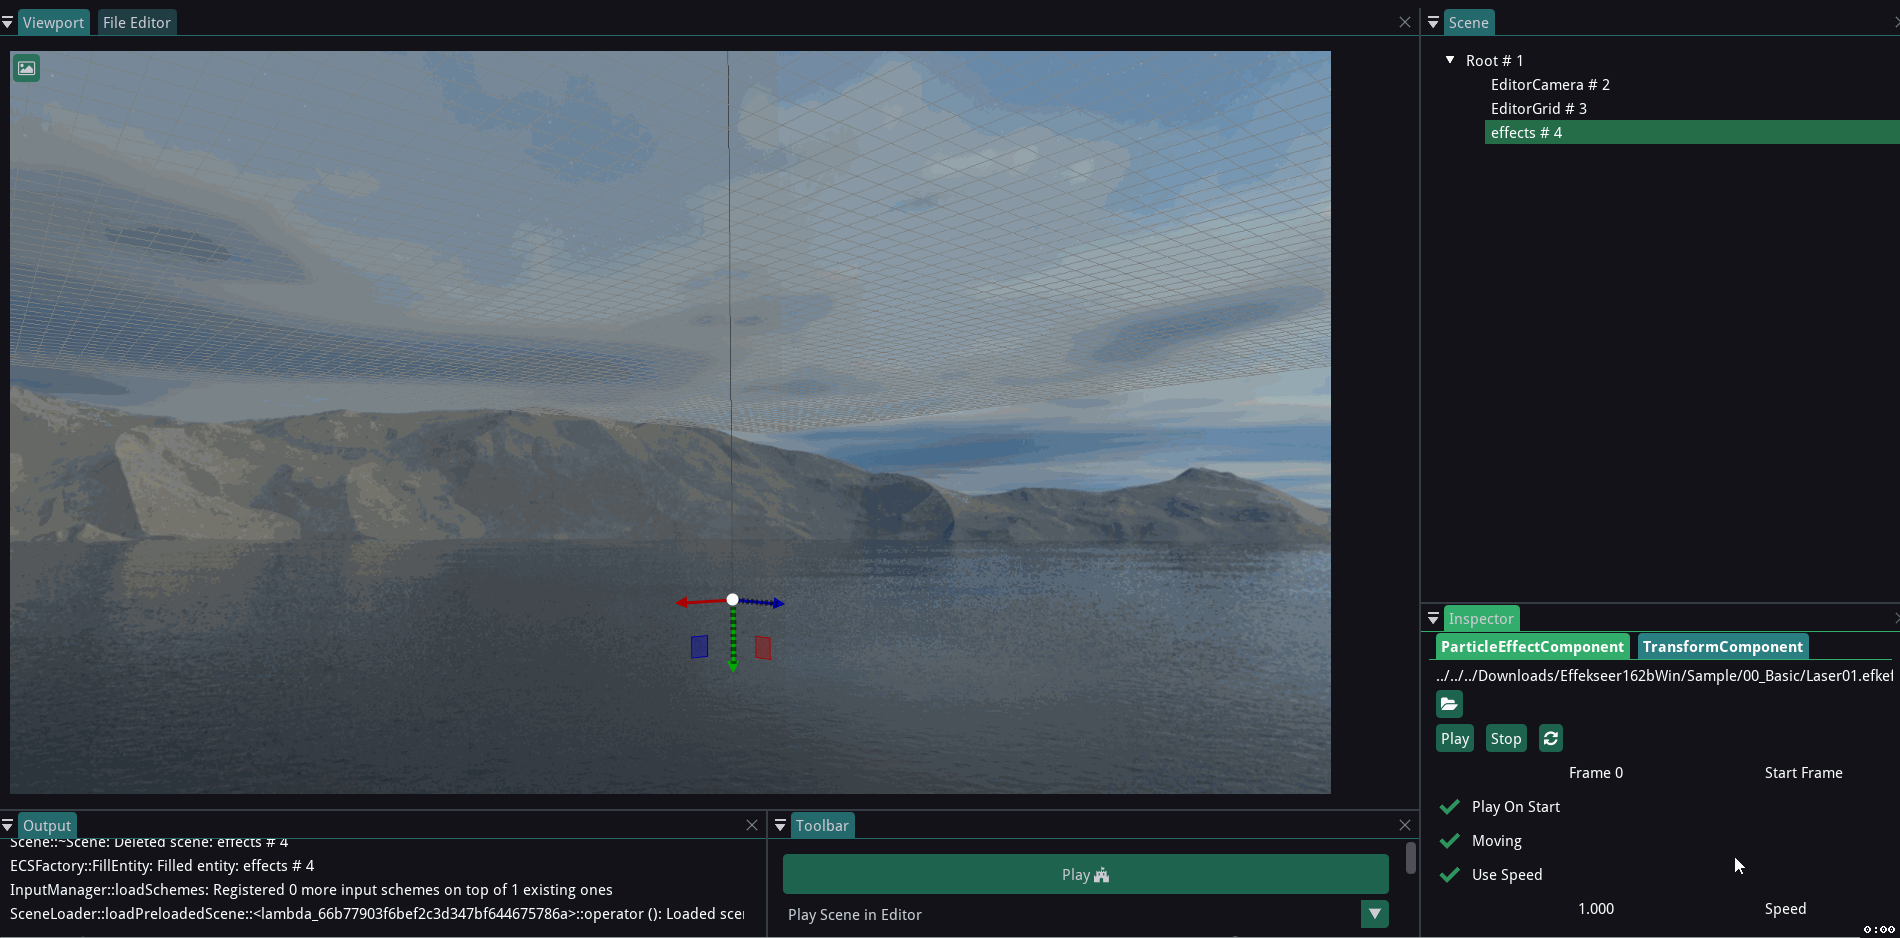 Viewport File Editor
Scene
Root # 1
EditorCamera # 2
EditorGrid # 3
effects # 4
Inspector
ParticleEffectComponent TransformComponent
../../../Downloads/Effekseer162bWin/Sample/00_Basic/Laser01.efkef
Play Stop
Frame 0 Start Frame
Play On Start
Moving
Use Speed
1.000 Speed
Output
Scene::~Scene: Deleted scene: effects # 4
ECSFactory::FillEntity: Filled entity: effects # 4
InputManager::loadSchemes: Registered 0 more input schemes on top of 1 existing ones
SceneLoader::loadPreloadedScene::<lambda_66b77903f6bef2c3d347bf644675786a>::operator (): Loaded scen
Toolbar
Play
Play Scene in Editor
0:00